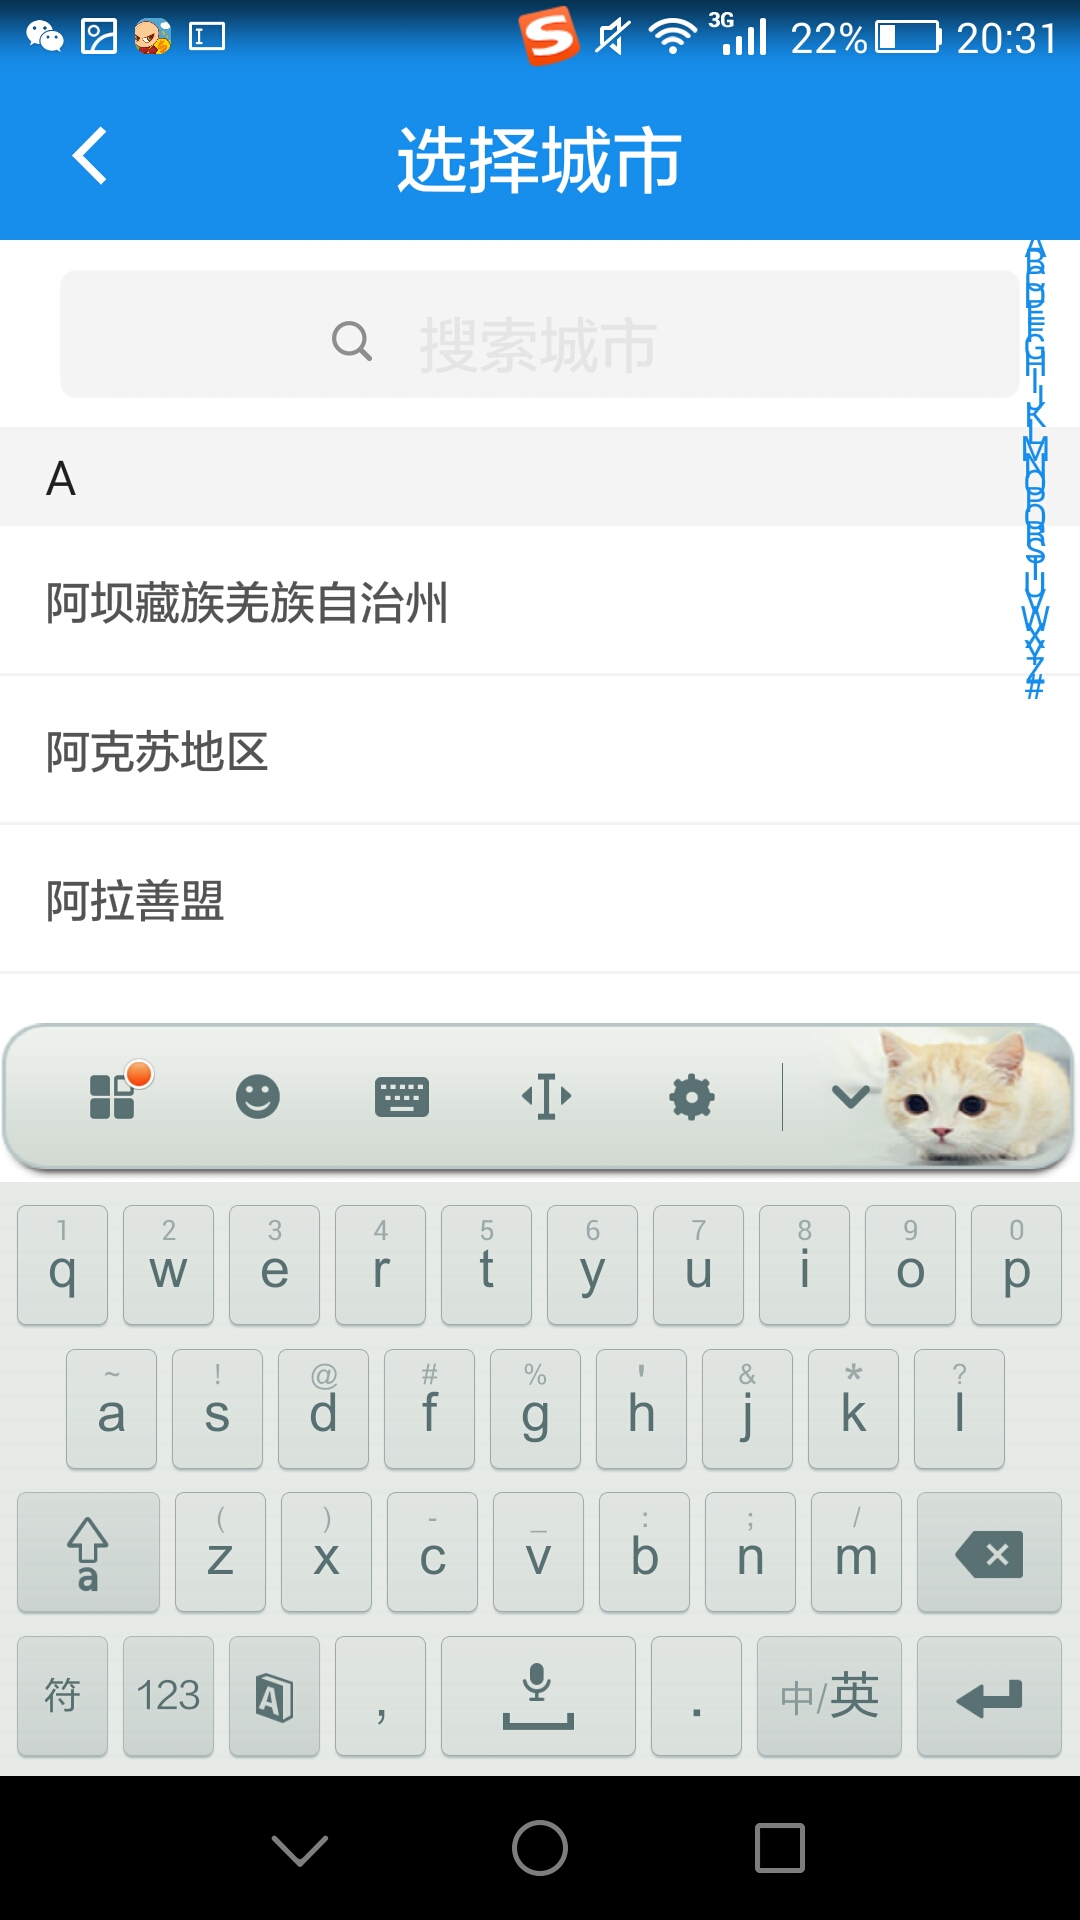 3G 22% 20:31
选择城市
搜索城市
A
阿坝藏族羌族自治州
阿克苏地区
阿拉善盟
A
B
C
D
E
F
G
H
I
J
K
L
M
N
O
P
Q
R
S
T
U
V
W
X
Y
Z
#
1 2 3 4 5 6 7 8 9 0
q w e r t y u i o p
~ ! @ # % ' & * ?
a s d f g h j k l
( ) - _ : ; /
a z x c v b n m
符 123 A , . 中/英